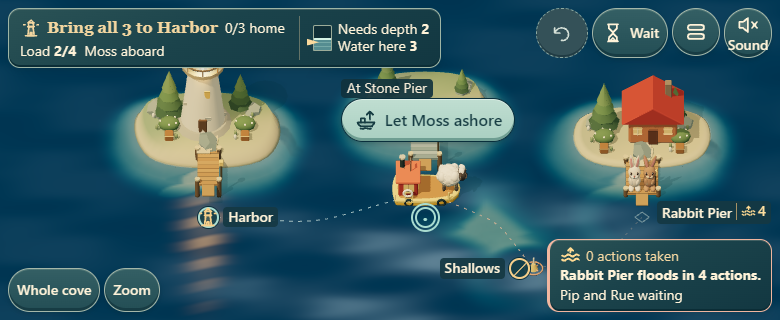 Bring all 3 to Harbor 0/3 home
Load 2/4 Moss aboard
Needs depth 2
Water here 3
Wait
Sound
At Stone Pier
Let Moss ashore
Harbor
Rabbit Pier 4
Shallows
0 actions taken
Rabbit Pier floods in 4 actions.
Pip and Rue waiting
Whole cove
Zoom